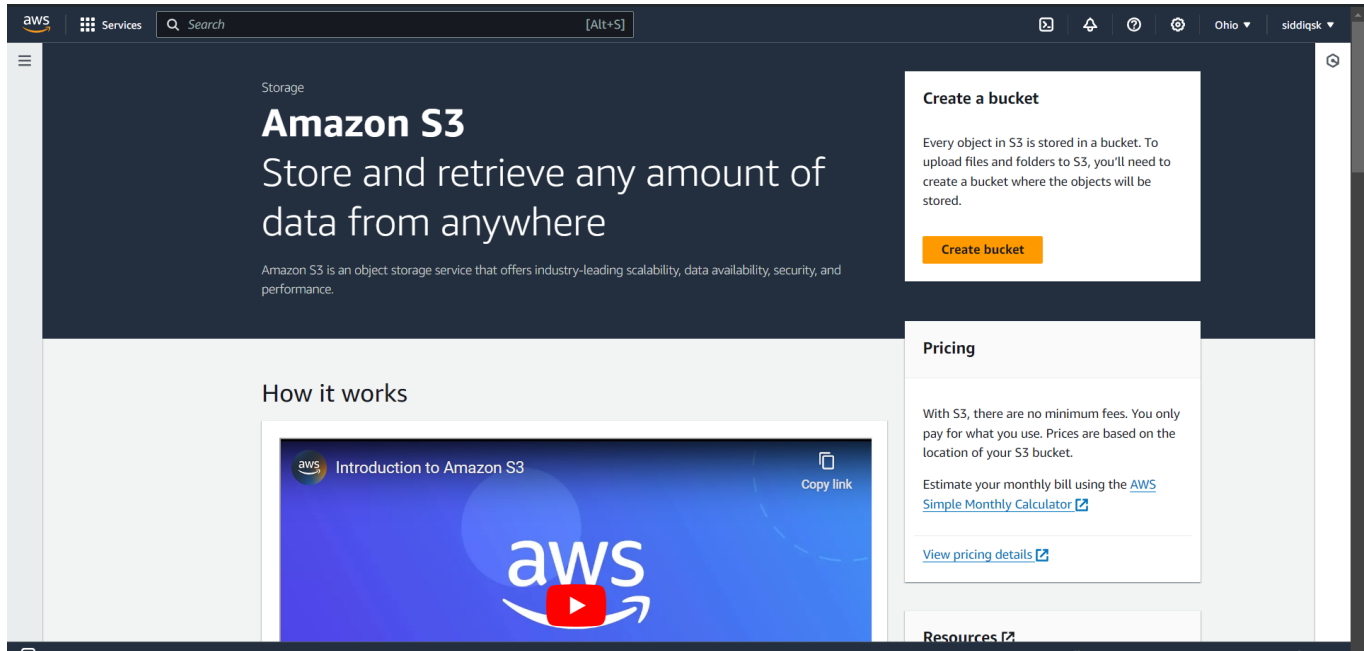 aws
Services
Search
[Alt+S]
Ohio
siddiqsk
Storage
Amazon S3
Store and retrieve any amount of
data from anywhere
Amazon S3 is an object storage service that offers industry-leading scalability, data availability, security, and
performance.
Create a bucket
Every object in S3 is stored in a bucket. To
upload files and folders to S3, you'll need to
create a bucket where the objects will be
stored.
Create bucket
Pricing
With S3, there are no minimum fees. You only
pay for what you use. Prices are based on the
location of your S3 bucket.
Estimate your monthly bill using the AWS
Simple Monthly Calculator
View pricing details
Resources
How it works
aws
Introduction to Amazon S3
Copy link
aws